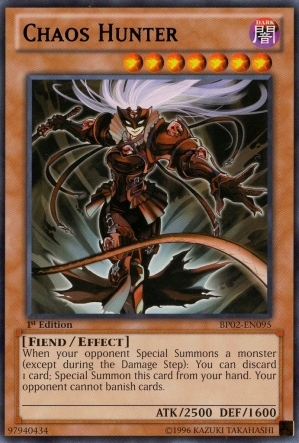 CHAOS HUNTER
DARK
闇
1st Edition
BP02-EN095
[FIEND / EFFECT]
When your opponent Special Summons a monster
(except during the Damage Step): You can discard
1 card; Special Summon this card from your hand. Your
opponent cannot banish cards.
ATK/2500 DEF/1600
97940434
©1996 KAZUKI TAKAHASHI